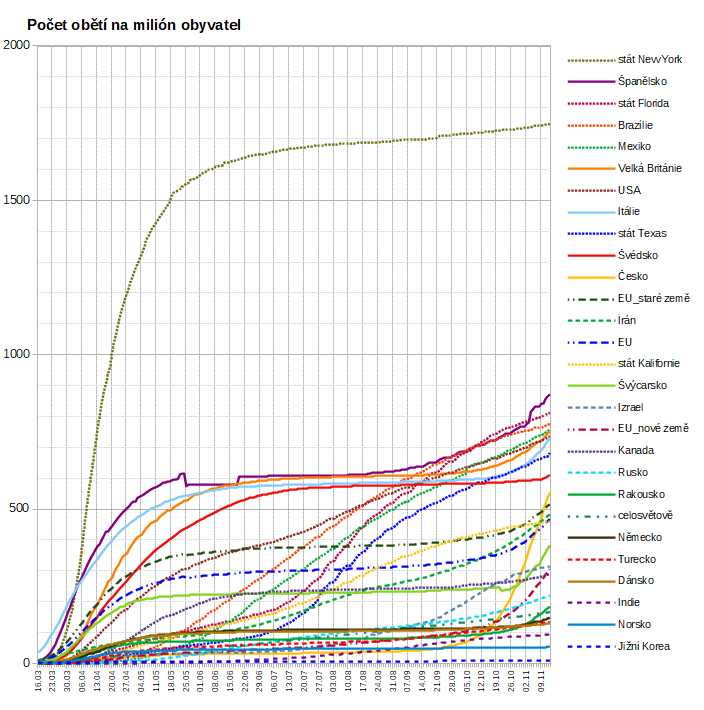 Počet obětí na milión obyvatel
2000
1500
1000
500
0
16.03
23.03
30.03
06.04
13.04
20.04
27.04
04.05
11.05
18.05
25.05
01.06
08.06
15.06
22.06
29.06
06.07
13.07
20.07
27.07
03.08
10.08
17.08
24.08
31.08
07.09
14.09
21.09
28.09
05.10
12.10
19.10
26.10
02.11
09.11
stát NewYork
Španělsko
stát Florida
Brazílie
Mexiko
Velká Británie
USA
Itálie
stát Texas
Švédsko
Česko
EU_staré země
Írán
EU
stát Kalifornie
Švýcarsko
Izrael
EU_nové země
Kanada
Rusko
Rakousko
celosvětově
Německo
Turecko
Dánsko
Indie
Norsko
Jižní Korea